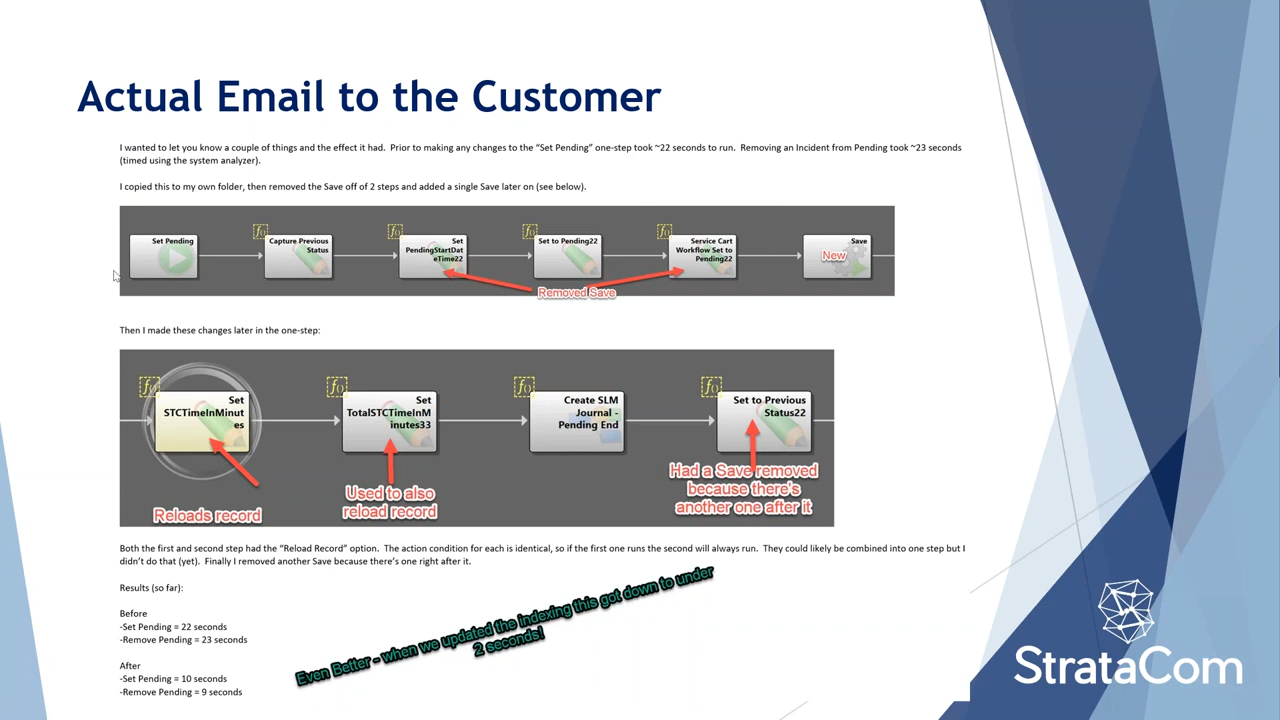 Actual Email to the Customer
I wanted to let you know a couple of things and the effect it had.  Prior to making any changes to the “Set Pending” one-step took ~22 seconds to run.  Removing an Incident from Pending took ~23 seconds
(timed using the system analyzer).
I copied this to my own folder, then removed the Save off of 2 steps and added a single Save later on (see below).
f()
f()
f()
f()
Set Pending
Capture Previous
Status
Set
PendingStartDat
eTime22
Set to Pending22
Service Cart
Workflow Set to
Pending22
Save
New
Removed Save
Then I made these changes later in the one-step:
f()
f()
f()
f()
Set
STCTimeInMinut
es
Set
TotalSTCTimeInM
inutes33
Create SLM
Journal -
Pending End
Set to Previous
Status22
Reloads record
Used to also
reload record
Had a Save removed
because there's
another one after it
Both the first and second step had the “Reload Record” option.  The action condition for each is identical, so if the first one runs the second will always run.  They could likely be combined into one step but I
didn’t do that (yet).  Finally I removed another Save because there’s one right after it.
Results (so far):
Before
-Set Pending = 22 seconds
-Remove Pending = 23 seconds
After
-Set Pending = 10 seconds
-Remove Pending = 9 seconds
Even Better - when we updated the indexing this got down to under
2 seconds!
StrataCom